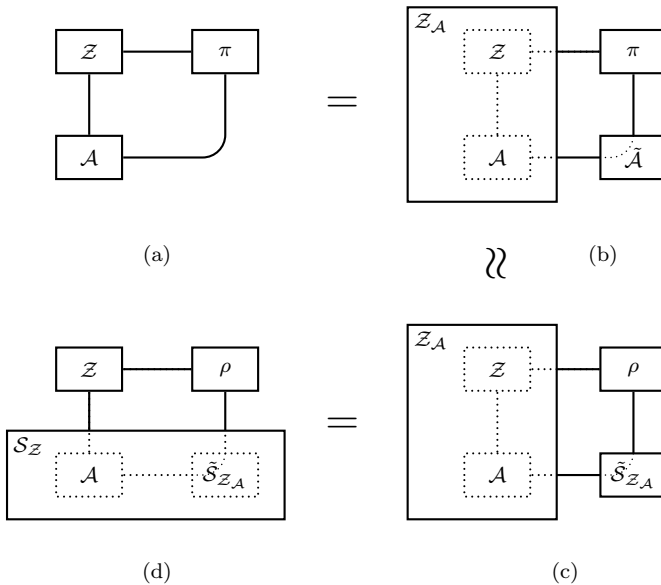 𝒵 π 𝒵_𝒜 𝒵 π
= =
𝒜 𝒜 𝒜̃
(a) (b)
≈
𝒵 ρ 𝒵_𝒜 𝒵 ρ
=
𝒮_𝒵 𝒜 𝒮̃_{𝒵_𝒜} 𝒜 𝒮̃_{𝒵_𝒜}
(d) (c)